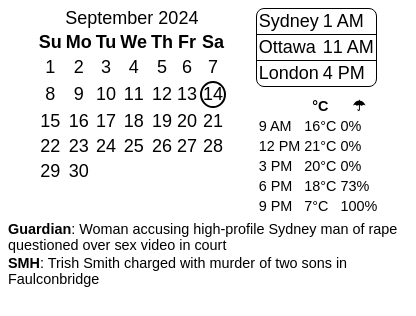 September 2024
Su Mo Tu We Th Fr Sa
1 2 3 4 5 6 7
8 9 10 11 12 13 14
15 16 17 18 19 20 21
22 23 24 25 26 27 28
29 30
Sydney 1 AM
Ottawa 11 AM
London 4 PM
°C ☂
9 AM 16°C 0%
12 PM 21°C 0%
3 PM 20°C 0%
6 PM 18°C 73%
9 PM 7°C 100%
Guardian: Woman accusing high-profile Sydney man of rape
questioned over sex video in court
SMH: Trish Smith charged with murder of two sons in
Faulconbridge